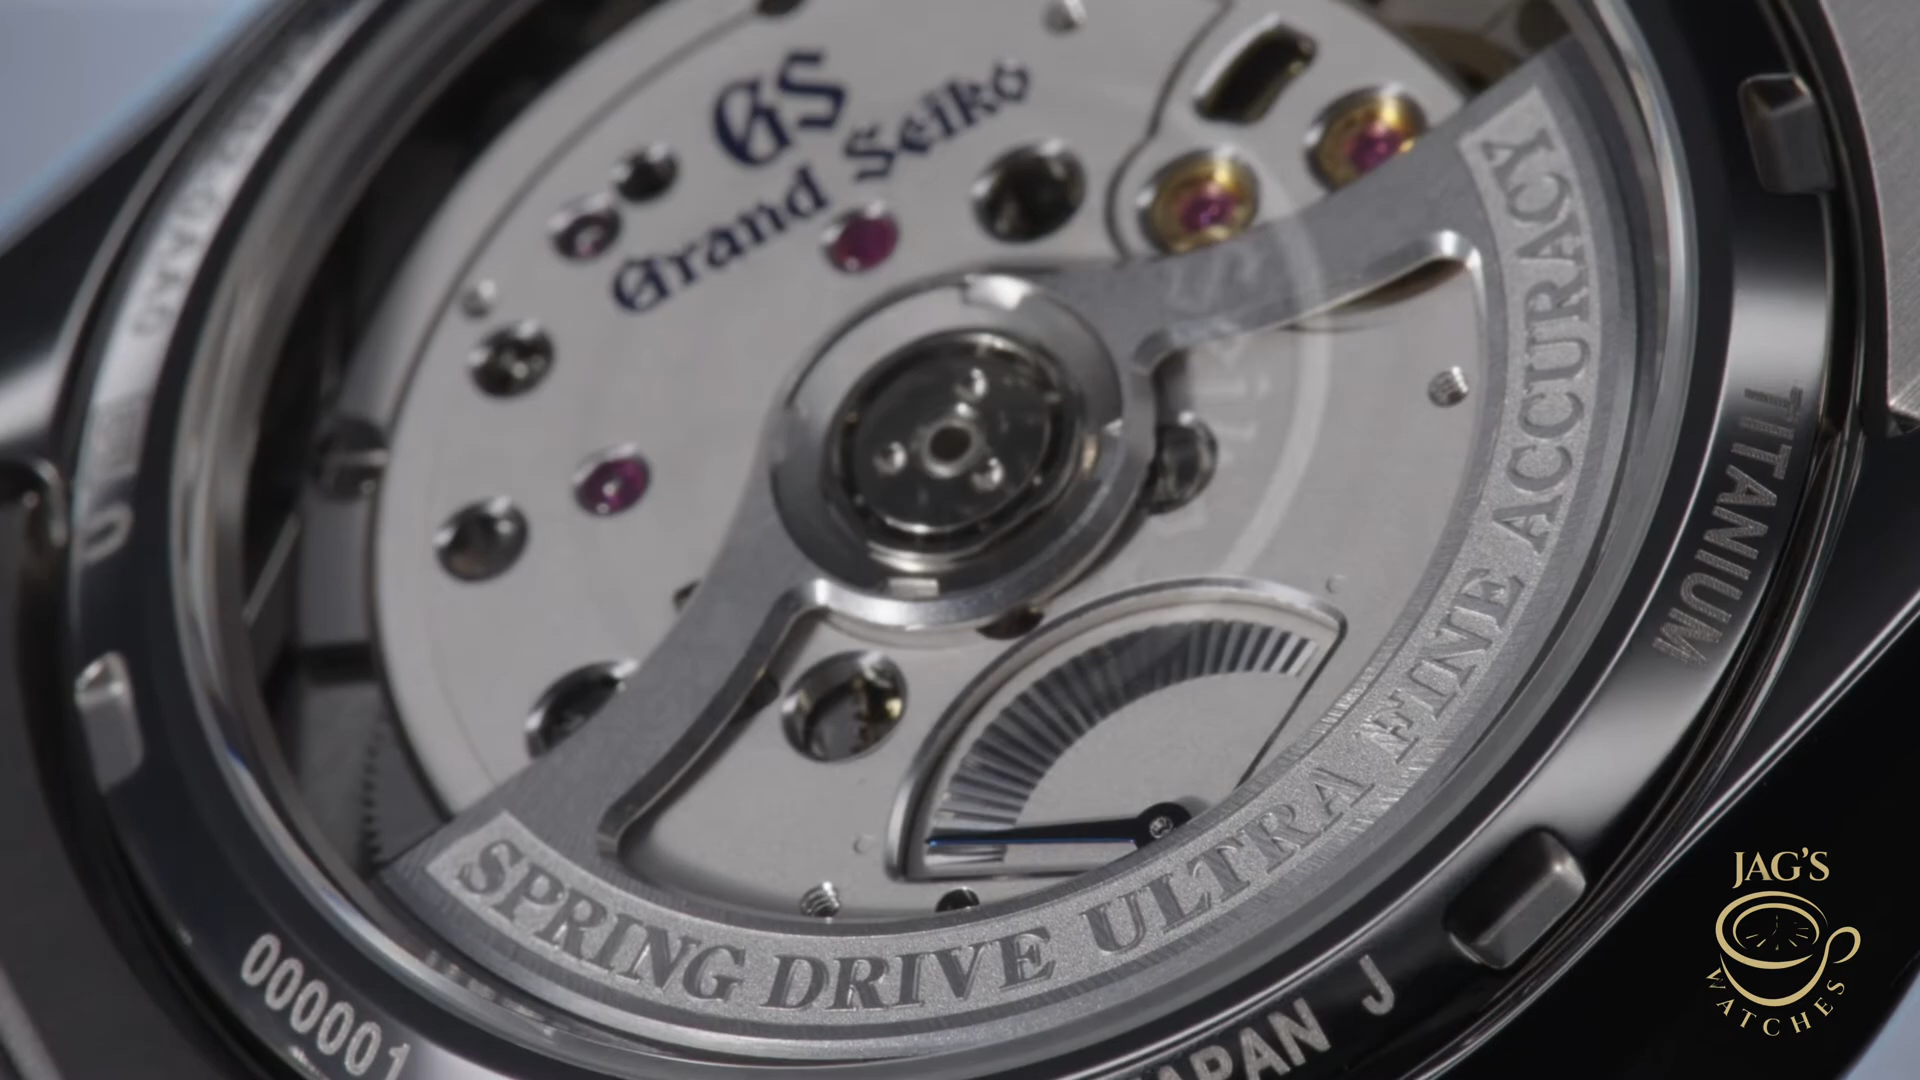 GS
Grand Seiko
SPRING DRIVE ULTRA FINE ACCURACY
TITANIUM
000001
JAPAN J
JAG'S
WATCHES